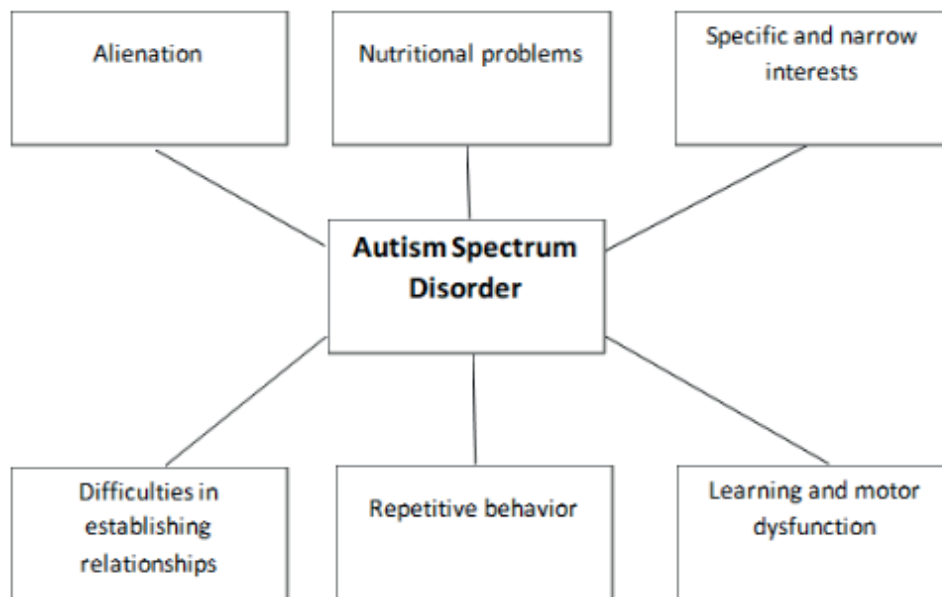 Alienation
Nutritional problems
Specific and narrow
interests
Autism Spectrum
Disorder
Difficulties in
establishing
relationships
Repetitive behavior
Learning and motor
dysfunction